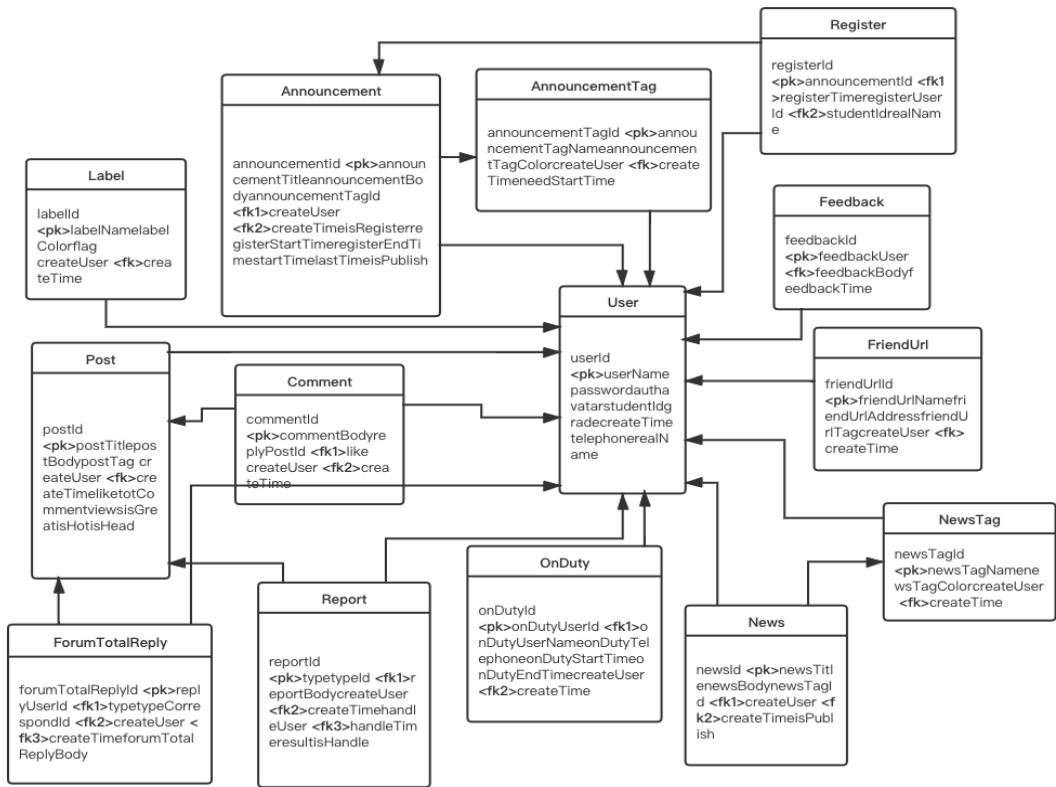 Register
registerId
<pk>announcementId <fk1
>registerTimeregisterUser
Id <fk2>studentIdrealNam
e
Announcement
announcementid <pk>announ
cementTitleannouncementBo
dyannouncementTagId
<fk1>createUser
<fk2>createTimeisRegisterre
gisterStartTimeregisterEndTi
mestartTimelastTimeisPublish
AnnouncementTag
announcementTagId <pk>annou
ncementTagNameannouncemen
tTagColorcreateUser <fk>create
TimeneedStartTime
Label
labelId
<pk>labelNamelabel
Colorflag
createUser <fk>crea
teTime
Feedback
feedbackId
<pk>feedbackUser
<fk>feedbackBodyf
eedbackTime
User
userId
<pk>userName
passwordautha
vatarstudentIdg
radecreateTime
telephonerealN
ame
FriendUrl
friendUrlId
<pk>friendUrlNamefri
endUrlAddressfriendU
rlTagcreateUser <fk>
createTime
Post
postId
<pk>postTitlepos
tBodypostTag cr
eateUser <fk>cr
eateTimeliketotCo
mmentviewsisGre
atisHotisHead
Comment
commentId
<pk>commentBodyre
plyPostId <fk1>like
createUser <fk2>crea
teTime
NewsTag
newsTagId
<pk>newsTagNamene
wsTagColorcreateUser
<fk>createTime
OnDuty
onDutyId
<pk>onDutyUserId <fk1>o
nDutyUserNameonDutyTel
ephoneonDutyStartTimeo
nDutyEndTimecreateUser
<fk2>createTime
Report
reportId
<pk>typetypeId <fk1>r
eportBodycreateUser
<fk2>createTimehandl
eUser <fk3>handleTim
eresultisHandle
News
newsId <pk>newsTitl
enewsBodynewsTagI
d <fk1>createUser <f
k2>createTimeisPubl
ish
ForumTotalReply
forumTotalReplyId <pk>repl
yUserId <fk1>typetypeCorre
spondId <fk2>createUser <
fk3>createTimeforumTotal
ReplyBody